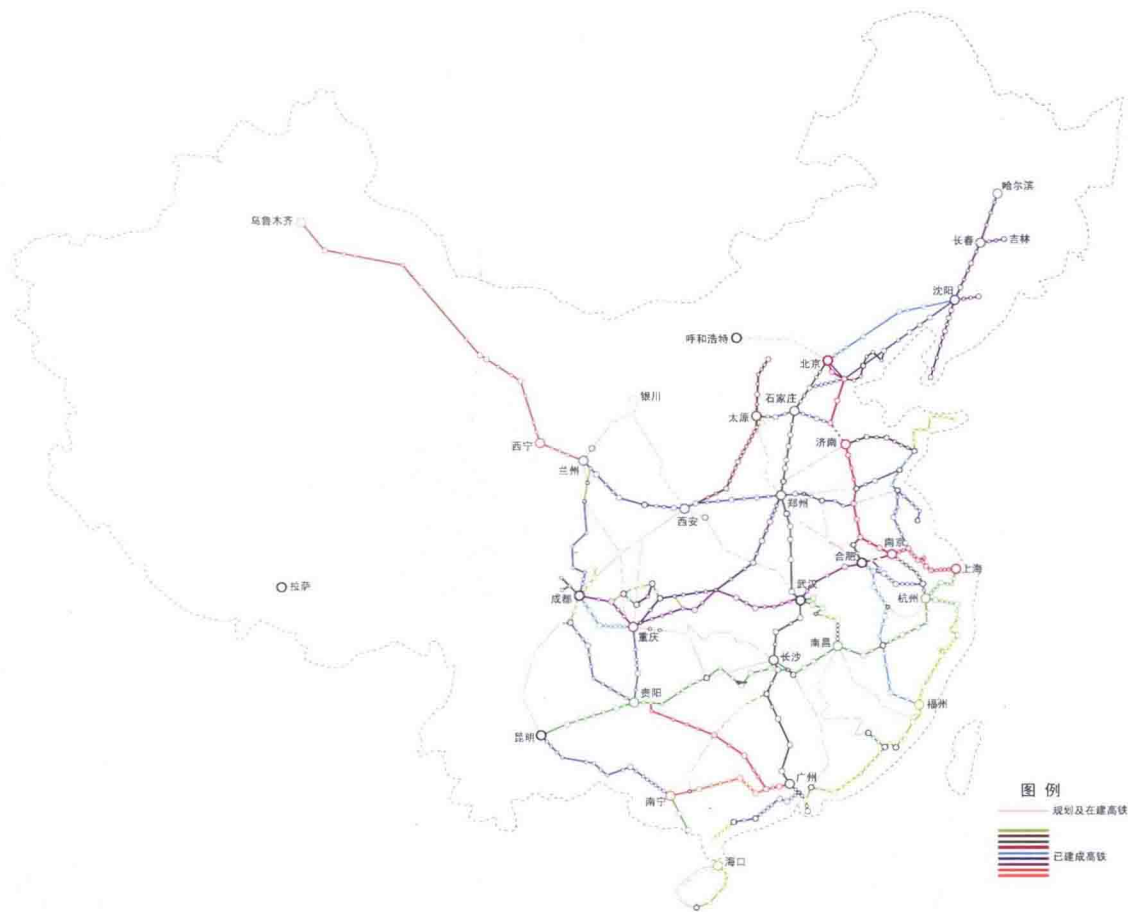 哈尔滨
乌鲁木齐
长春
吉林
沈阳
呼和浩特
北京
银川
石家庄
太原
西宁
济南
兰州
郑州
西安
南京
合肥
上海
拉萨
武汉
成都
杭州
重庆
南昌
长沙
贵阳
福州
昆明
广州
图 例
南宁
规划及在建高铁
已建成高铁
海口